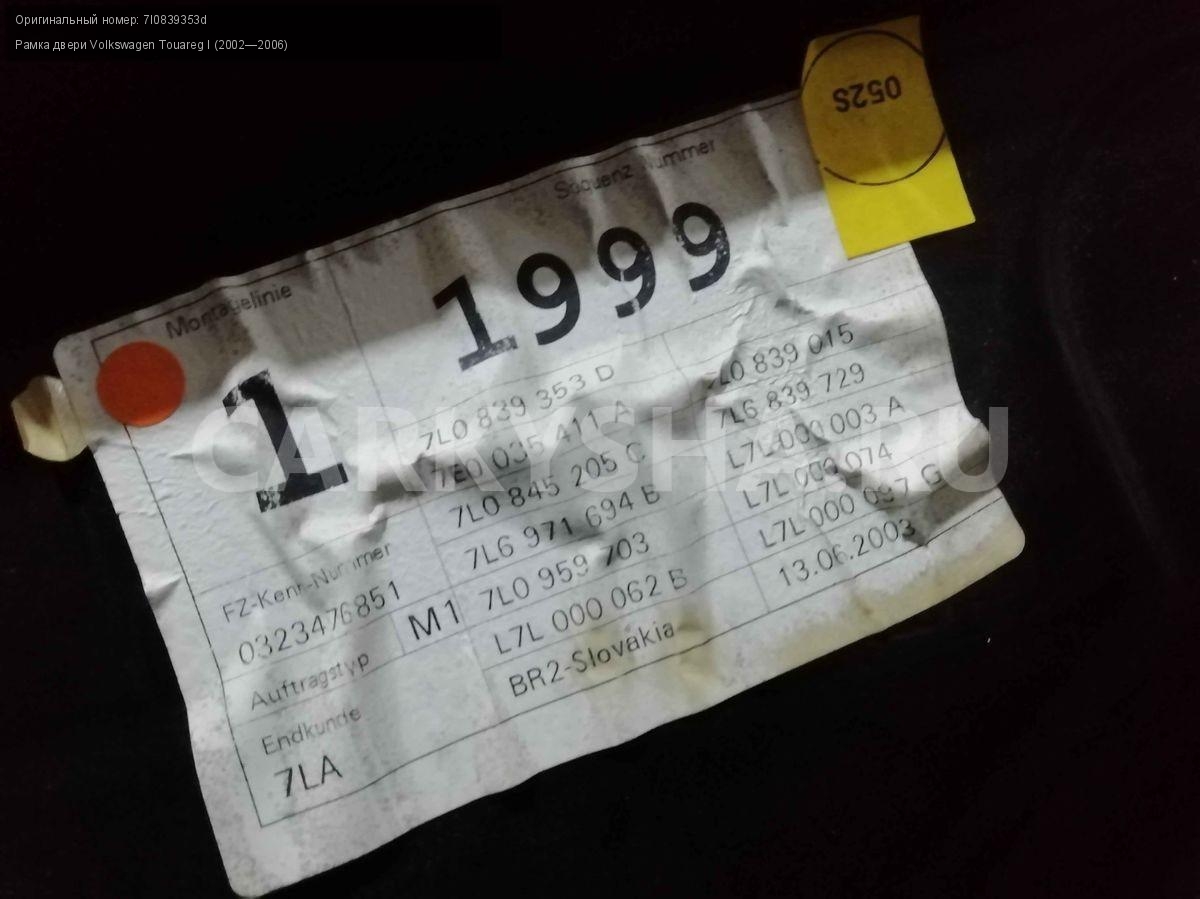 Оригинальный номер: 7l0839353d
Рамка двери Volkswagen Touareg I (2002—2006)
052S
Montagelinie
Sequenz Nummer
1
1999
7L0 839 353 D
7E0 035 411 A
7L0 845 205 C
7L6 971 694 B
7L0 959 703
L7L 000 062 B
BR2-Slovakia
7L0 839 015
7L6 839 729
L7L 000 003 A
L7L 000 074
L7L 000 097 G
13.06.2003
FZ-Kenn-Nummer
0323476851
M1
Auftragstyp
Endkunde
7LA
CARKYSHA.RU